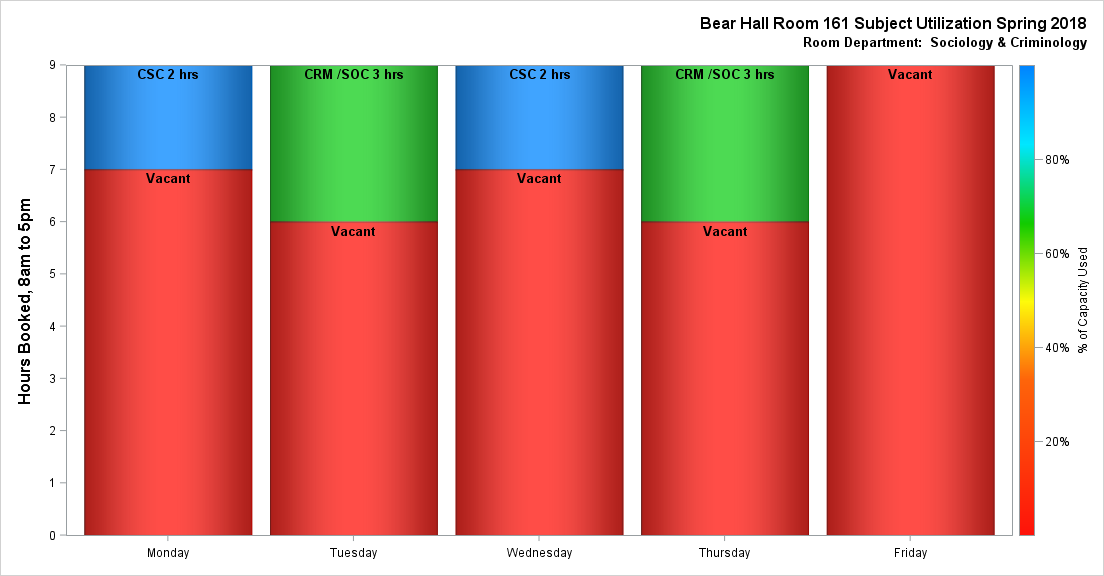 Bear Hall Room 161 Subject Utilization Spring 2018
Room Department:  Sociology & Criminology
Hours Booked, 8am to 5pm
9
8
7
6
5
4
3
2
1
0
CSC 2 hrs
Vacant
CRM /SOC 3 hrs
Vacant
CSC 2 hrs
Vacant
CRM /SOC 3 hrs
Vacant
Vacant
Monday
Tuesday
Wednesday
Thursday
Friday
80%
60%
40%
20%
% of Capacity Used